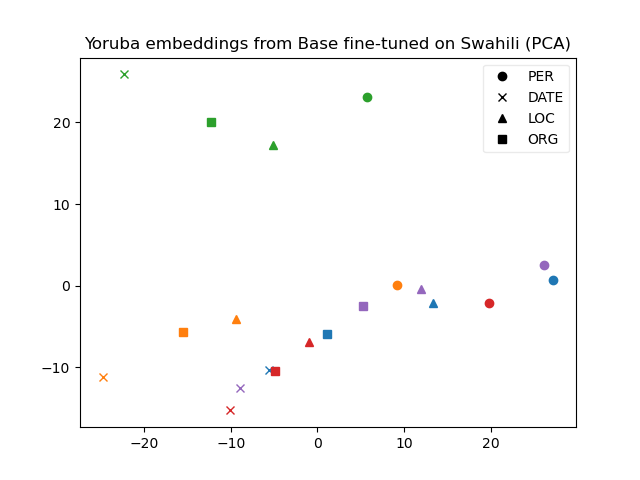 Yoruba embeddings from Base fine-tuned on Swahili (PCA)
PER
DATE
LOC
ORG
20
10
0
−10
−20
−10
0
10
20